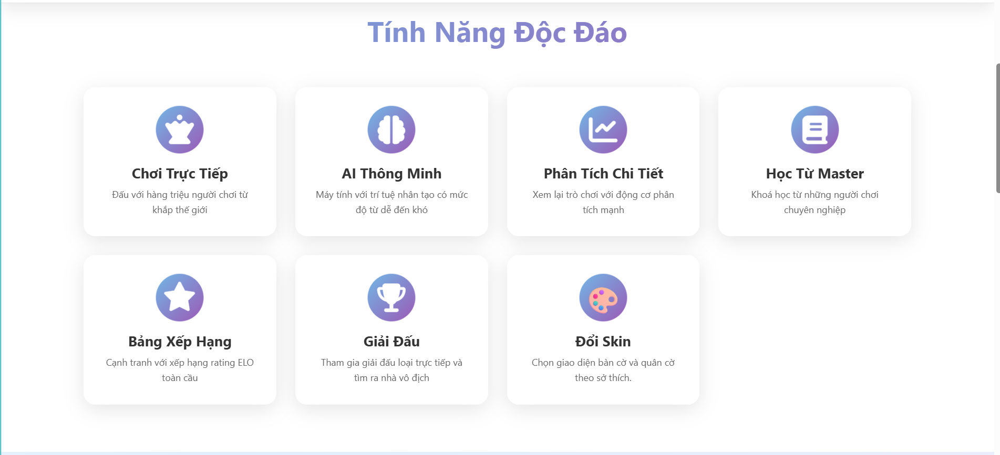 Tính Năng Độc Đáo
Chơi Trực Tiếp
Đấu với hàng triệu người chơi từ
khắp thế giới
AI Thông Minh
Máy tính với trí tuệ nhân tạo có mức
độ từ dễ đến khó
Phân Tích Chi Tiết
Xem lại trò chơi với động cơ phân
tích mạnh
Học Từ Master
Khoá học từ những người chơi
chuyên nghiệp
Bảng Xếp Hạng
Cạnh tranh với xếp hạng rating ELO
toàn cầu
Giải Đấu
Tham gia giải đấu loại trực tiếp và
tìm ra nhà vô địch
Đổi Skin
Chọn giao diện bàn cờ và quân cờ
theo sở thích.